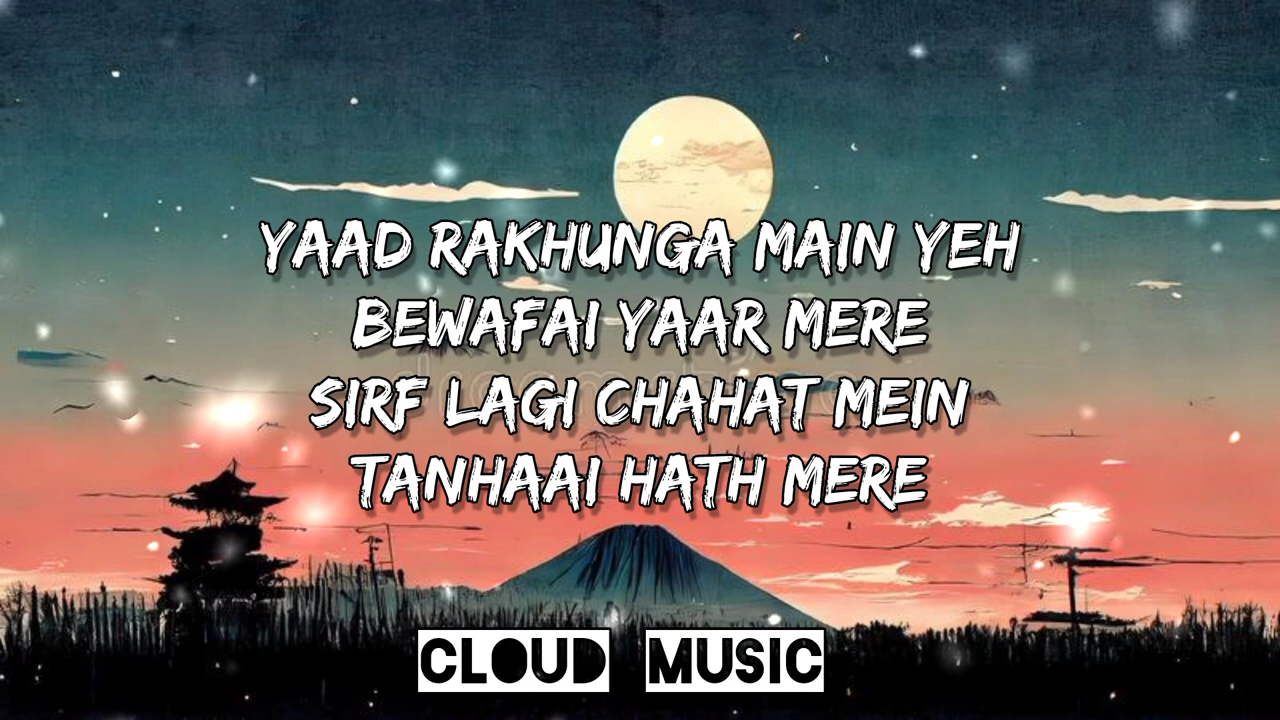 YAAD RAKHUNGA MAIN YEH
BEWAFAI YAAR MERE
SIRF LAGI CHAHAT MEIN
TANHAAI HATH MERE
CLOUD MUSIC